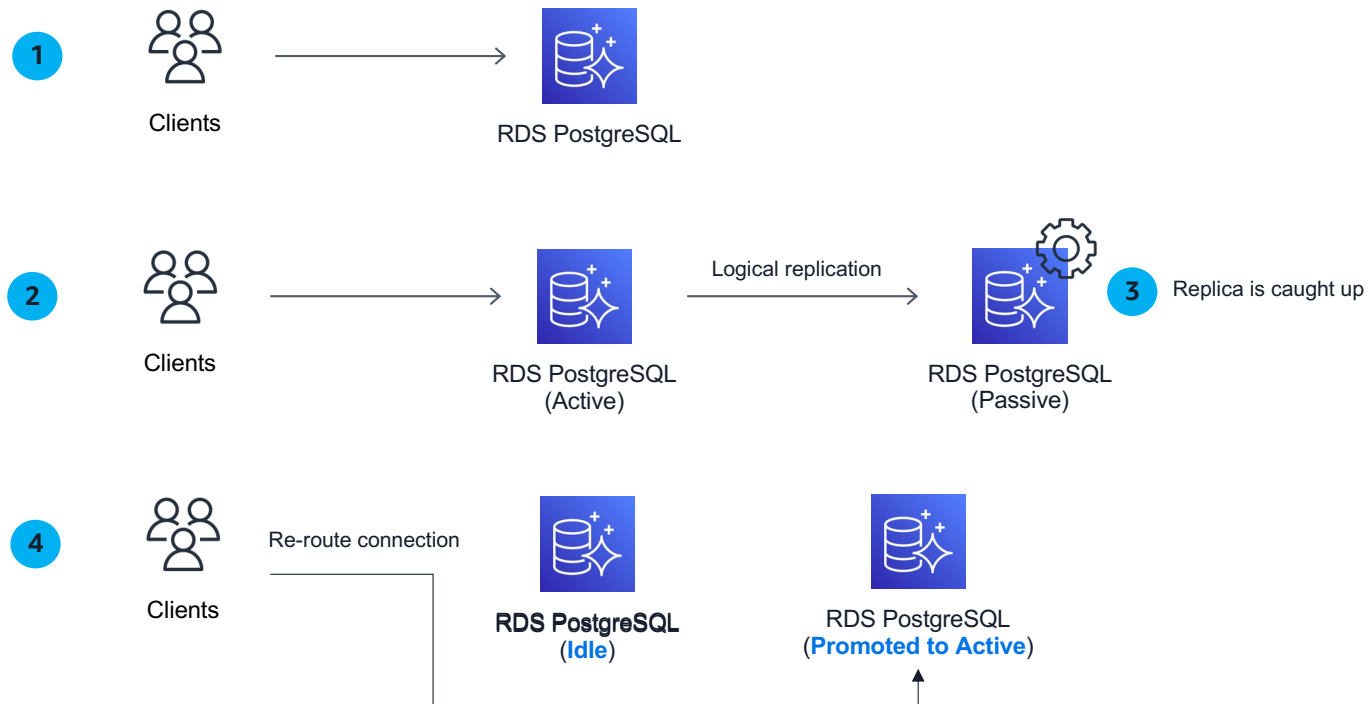 1
Clients
RDS PostgreSQL
2
Clients
RDS PostgreSQL
(Active)
Logical replication
RDS PostgreSQL
(Passive)
3
Replica is caught up
4
Clients
Re-route connection
RDS PostgreSQL
(Idle)
RDS PostgreSQL
(Promoted to Active)